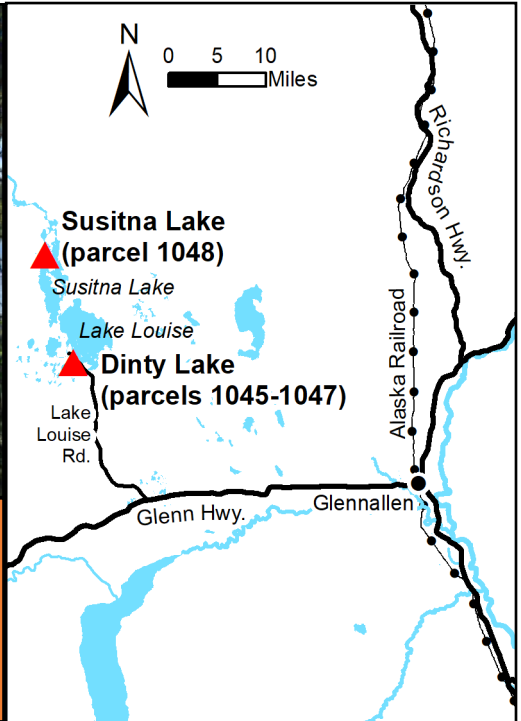 N
0 5 10
Miles
Richardson Hwy.
Susitna Lake
(parcel 1048)
Susitna Lake
Lake Louise
Dinty Lake
(parcels 1045-1047)
Alaska Railroad
Lake
Louise
Rd.
Glennallen
Glenn Hwy.